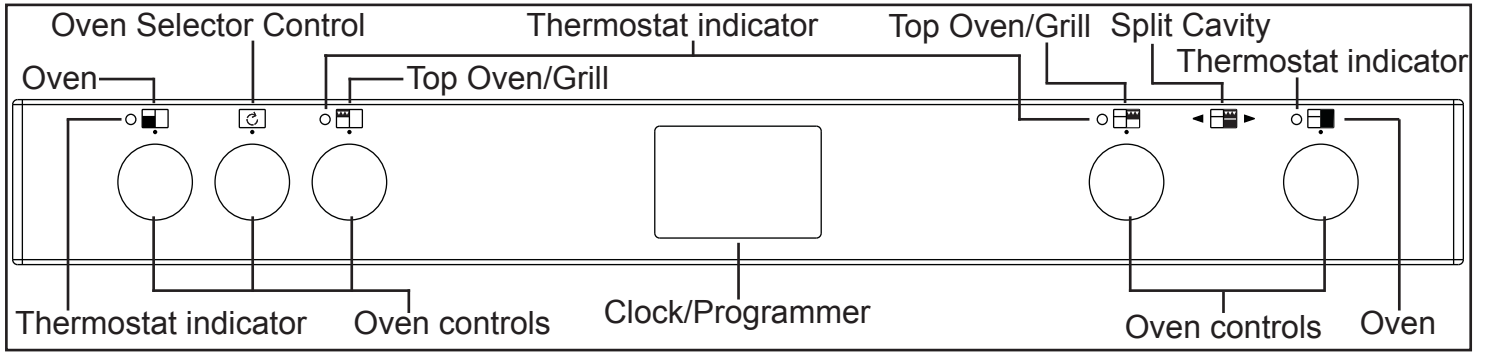 Oven Selector Control
Thermostat indicator
Top Oven/Grill
Split Cavity
Thermostat indicator
Oven
Top Oven/Grill
Thermostat indicator
Oven controls
Clock/Programmer
Oven controls
Oven